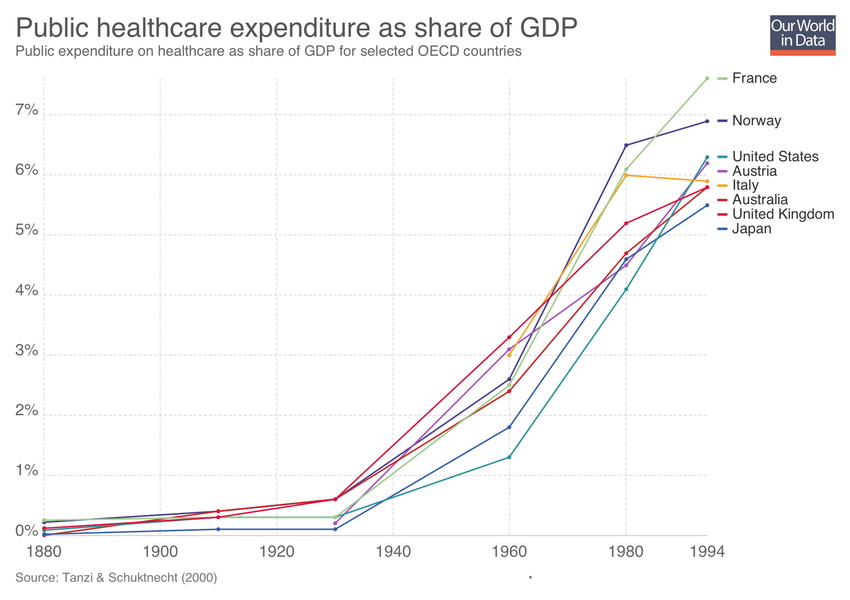 Public healthcare expenditure as share of GDP
Public expenditure on healthcare as share of GDP for selected OECD countries
Our World
in Data
France
7%
Norway
6%
United States
Austria
Italy
Australia
United Kingdom
Japan
5%
4%
3%
2%
1%
0%
1880 1900 1920 1940 1960 1980 1994
Source: Tanzi & Schuktnecht (2000)